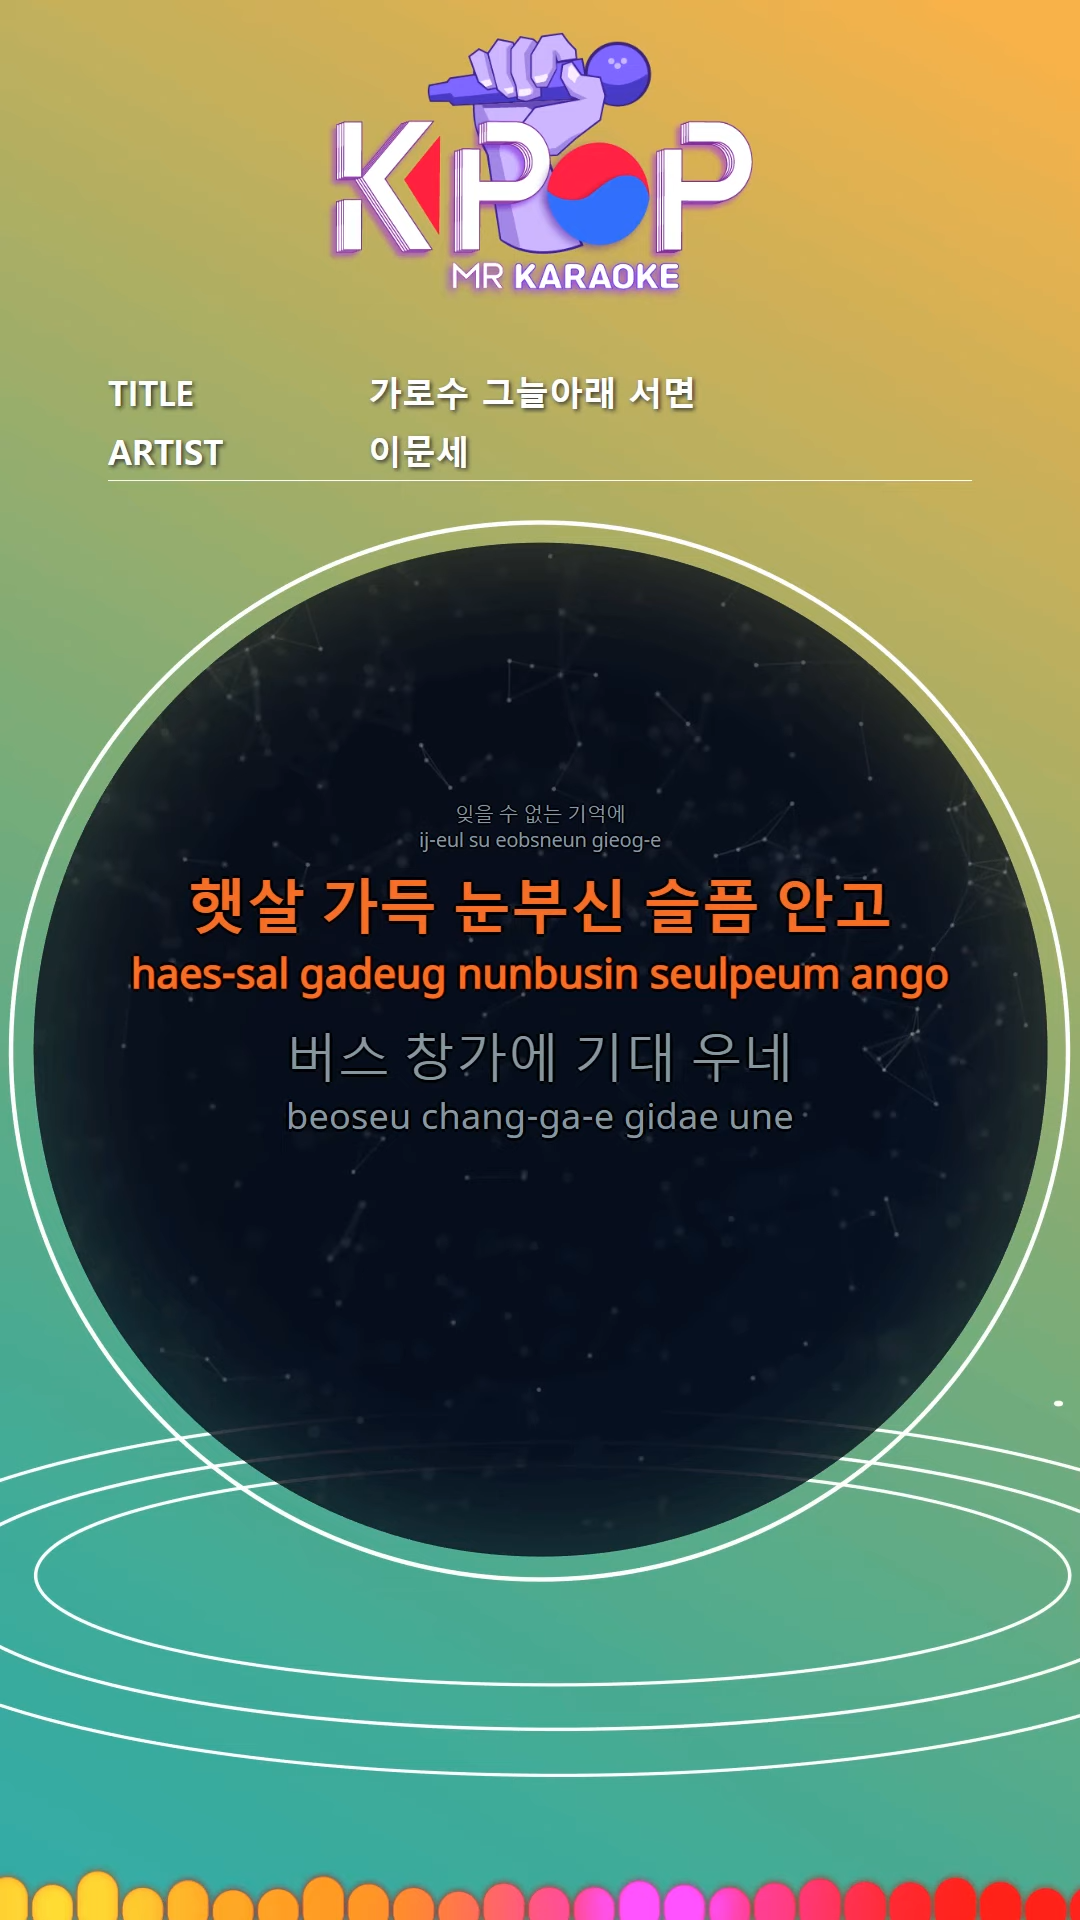 KPOP
MR KARAOKE
TITLE 가로수 그늘아래 서면
ARTIST 이문세
잊을 수 없는 기억에
ij-eul su eobsneun gieog-e
햇살 가득 눈부신 슬픔 안고
haes-sal gadeug nunbusin seulpeum ango
버스 창가에 기대 우네
beoseu chang-ga-e gidae une